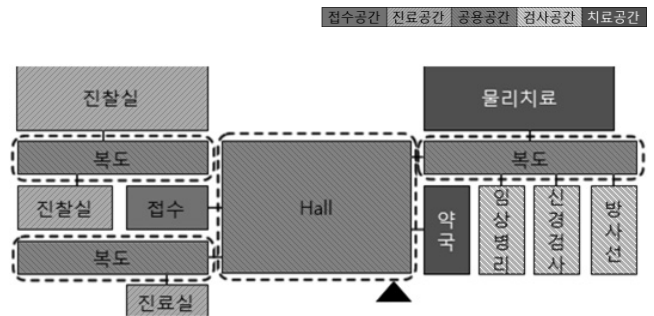 접수공간 진료공간 공용공간 검사공간 치료공간
진찰실
물리치료
복도
복도
진찰실
접수
Hall
약국
임상병리
신경검사
방사선
복도
진료실